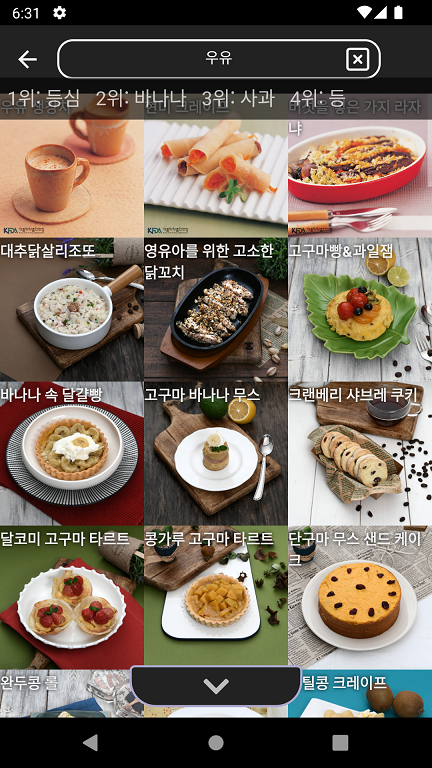 6:31
우유
1위: 등심 2위: 바나나 3위: 사과 4위: 등
버섯을 넣은 가지 라자
냐
대추닭살리조또
영유아를 위한 고소한
닭꼬치
고구마빵&과일잼
바나나 속 달걀빵
고구마 바나나 무스
크랜베리 샤브레 쿠키
달코미 고구마 타르트
콩가루 고구마 타르트
단구마 무스 샌드 케이
크
완두콩 롤
틸콩 크레이프